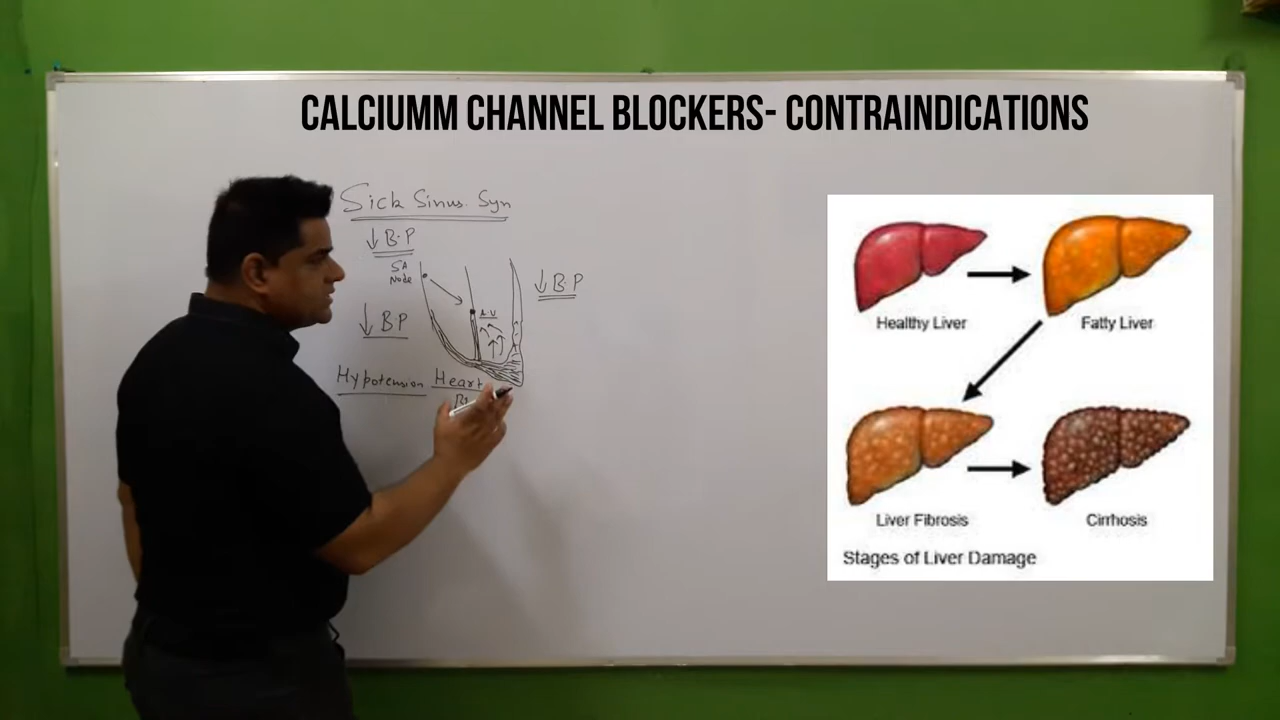 CALCIUMM CHANNEL BLOCKERS- CONTRAINDICATIONS
Sick Sinus. Syn
↓ B.P
SA
Node
A.V
↓ B.P
↓ B.P
Hypotension Heart
Healthy Liver
Fatty Liver
Liver Fibrosis
Cirrhosis
Stages of Liver Damage